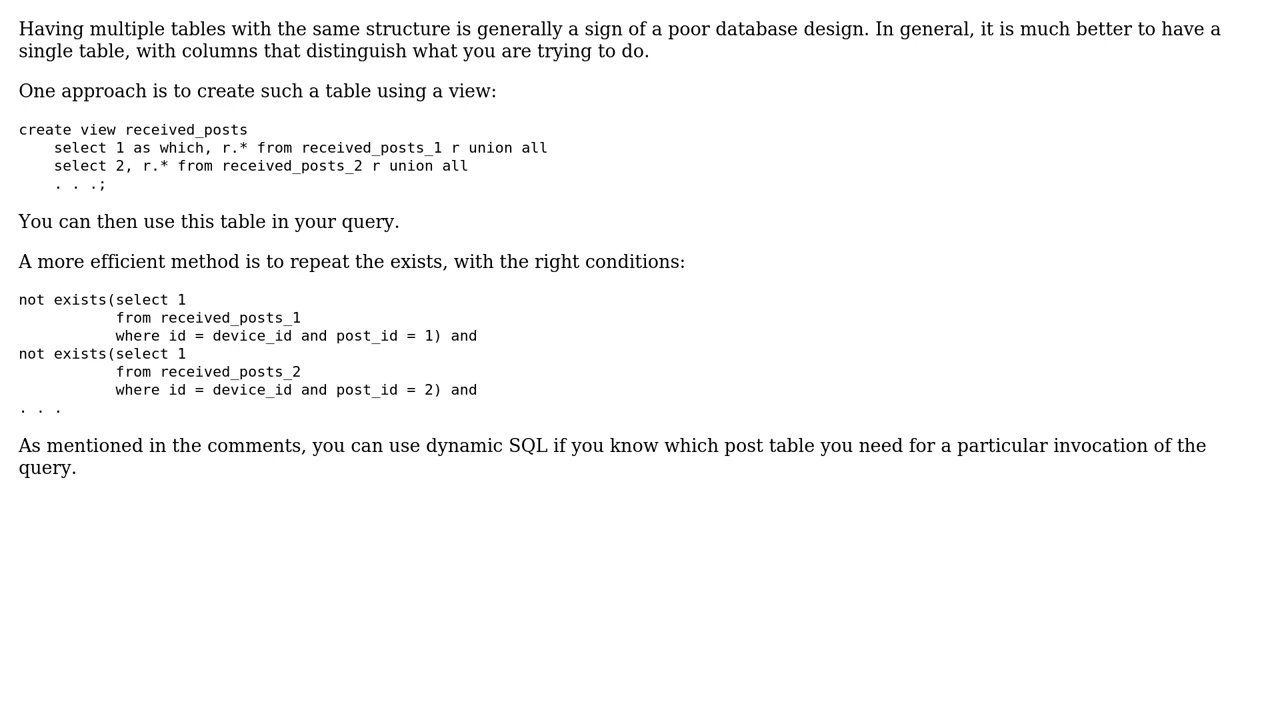 Having multiple tables with the same structure is generally a sign of a poor database design. In general, it is much better to have a
single table, with columns that distinguish what you are trying to do.
One approach is to create such a table using a view:
create view received_posts
    select 1 as which, r.* from received_posts_1 r union all
    select 2, r.* from received_posts_2 r union all
    . . .;
You can then use this table in your query.
A more efficient method is to repeat the exists, with the right conditions:
not exists(select 1
           from received_posts_1
           where id = device_id and post_id = 1) and
not exists(select 1
           from received_posts_2
           where id = device_id and post_id = 2) and
. . .
As mentioned in the comments, you can use dynamic SQL if you know which post table you need for a particular invocation of the
query.